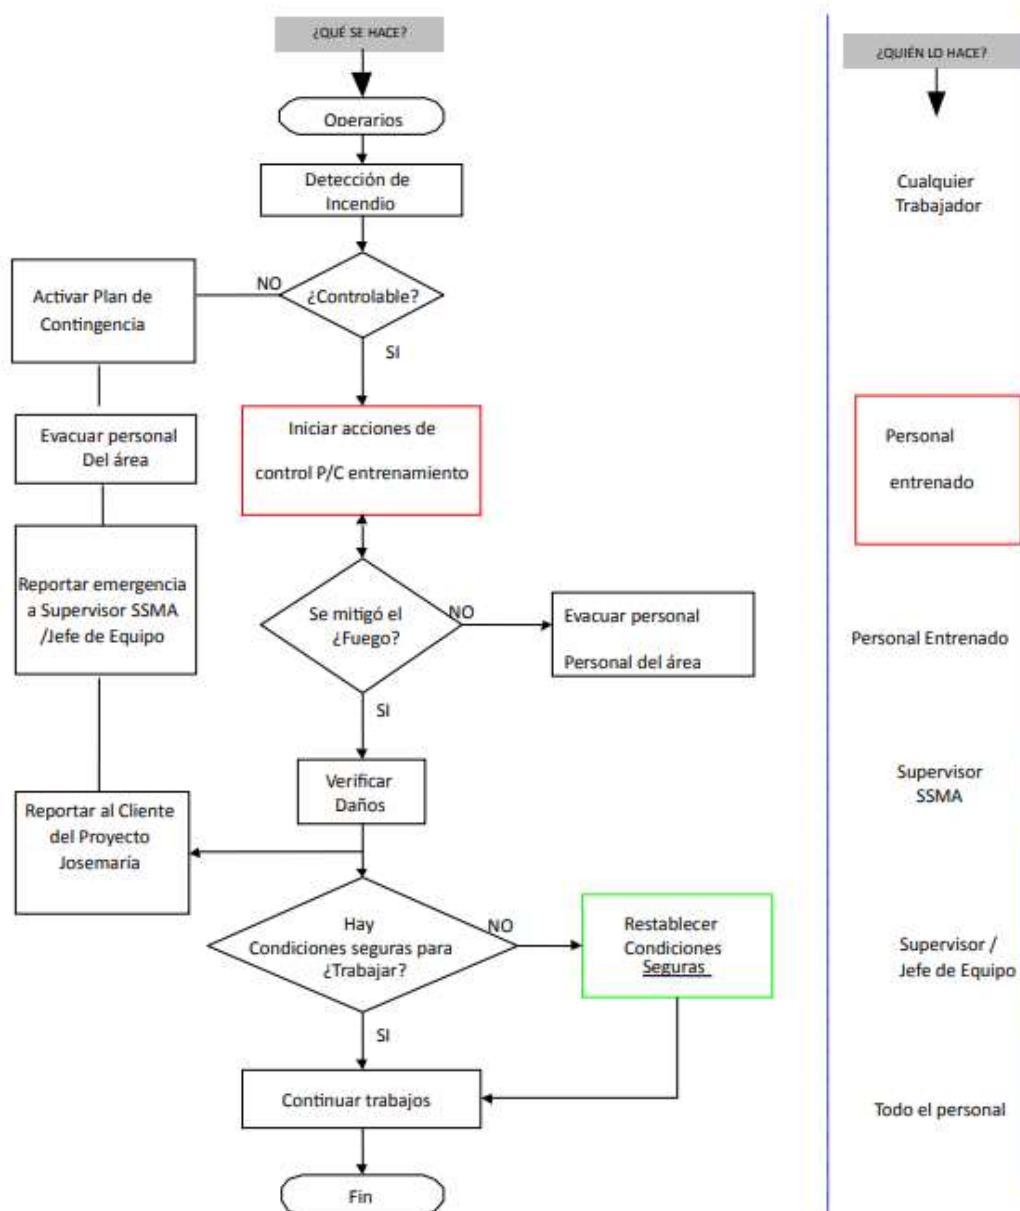 ¿QUÉ SE HACE?
¿QUIÉN LO HACE?
Operarios
Detección de
Incendio
Cualquier
Trabajador
NO
¿Controlable?
Activar Plan de
Contingencia
SI
Evacuar personal
Del área
Iniciar acciones de
control P/C entrenamiento
Personal
entrenado
Reportar emergencia
a Supervisor SSMA
/Jefe de Equipo
Se mitigó el
¿Fuego?
NO
Evacuar personal
Personal del área
Personal Entrenado
SI
Verificar
Daños
Supervisor
SSMA
Reportar al Cliente
del Proyecto
Josemaría
Hay
Condiciones seguras para
¿Trabajar?
NO
Restablecer
Condiciones
Seguras
Supervisor /
Jefe de Equipo
SI
Continuar trabajos
Todo el personal
Fin